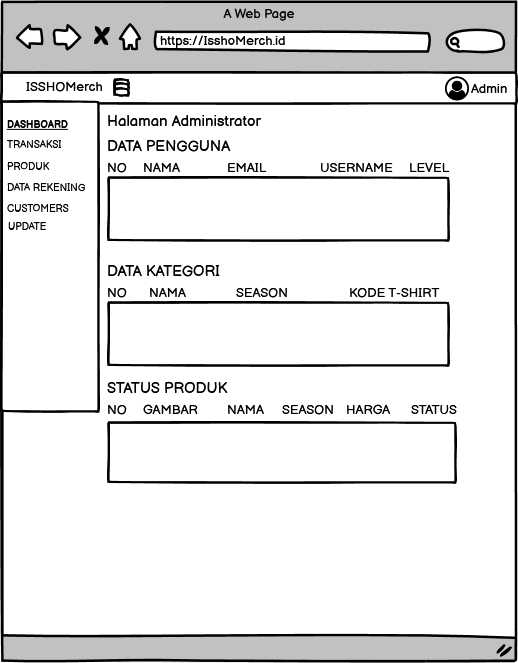 A Web Page
https://IsshoMerch.id
ISSHOMerch
Admin
DASHBOARD
TRANSAKSI
PRODUK
DATA REKENING
CUSTOMERS
UPDATE
Halaman Administrator
DATA PENGGUNA
NO NAMA EMAIL USERNAME LEVEL
DATA KATEGORI
NO NAMA SEASON KODE T-SHIRT
STATUS PRODUK
NO GAMBAR NAMA SEASON HARGA STATUS